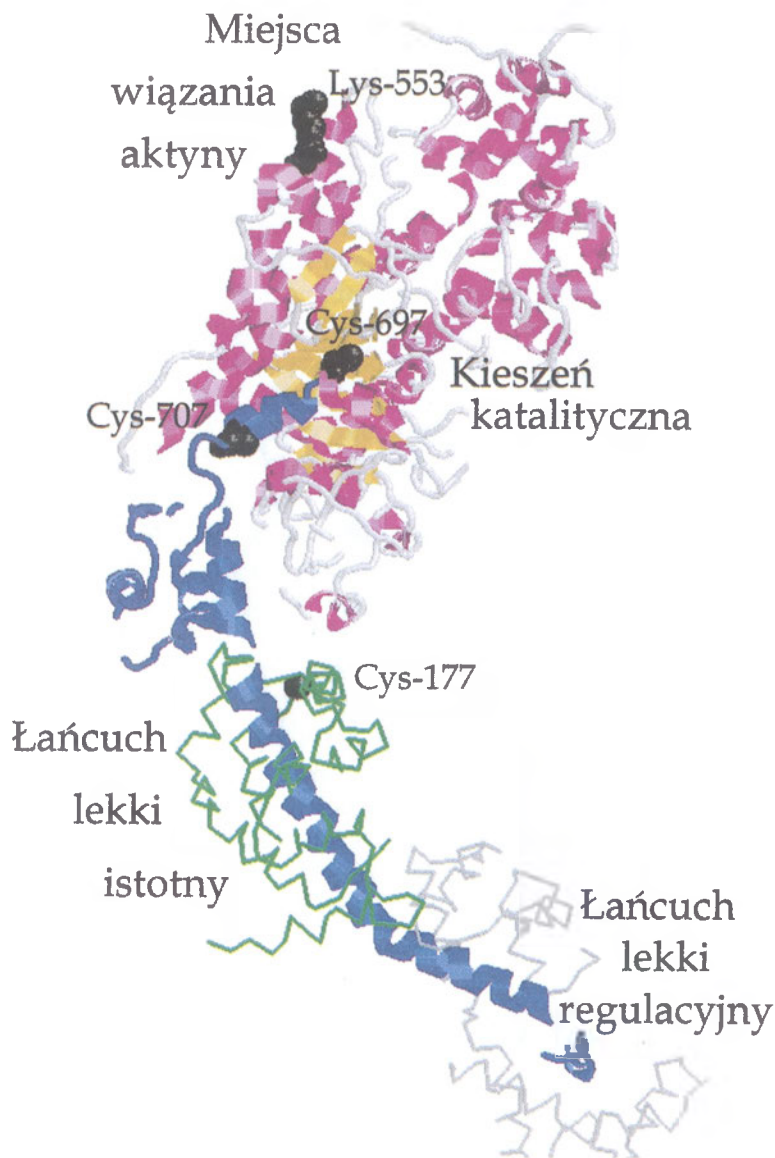 Miejsca
wiązania
aktyny
Lys-553
Cys-697
Kieszeń
katalityczna
Cys-707
Cys-177
Łańcuch
lekki
istotny
Łańcuch
lekki
regulacyjny